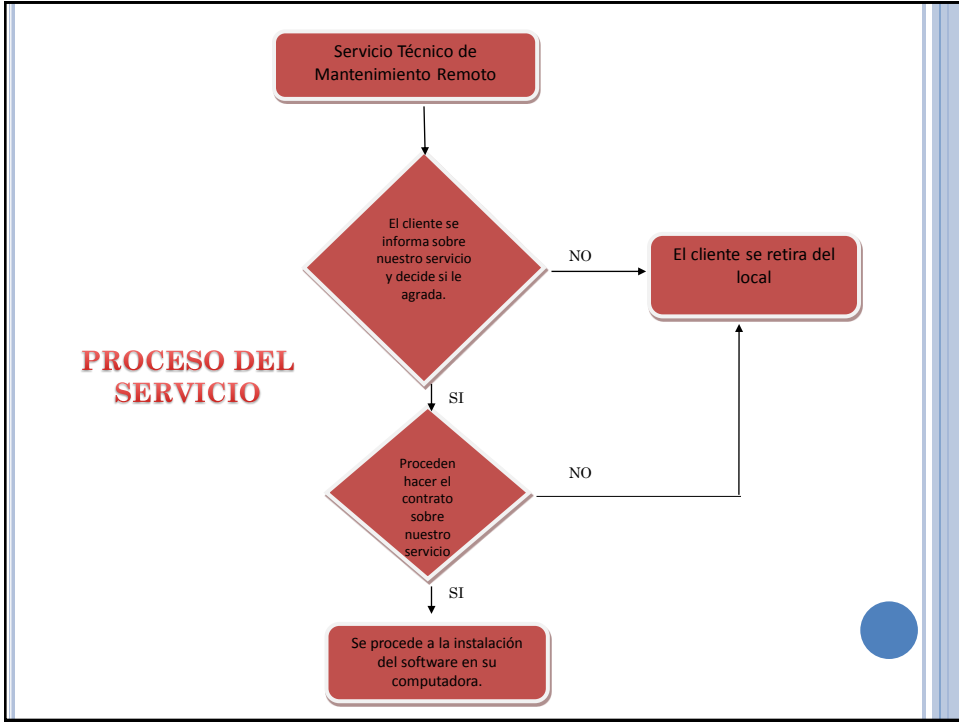 Servicio Técnico de
Mantenimiento Remoto
El cliente se
informa sobre
nuestro servicio
y decide si le
agrada.
NO
El cliente se retira del
local
PROCESO DEL
SERVICIO
SI
Proceden
hacer el
contrato
sobre
nuestro
servicio
NO
SI
Se procede a la instalación
del software en su
computadora.